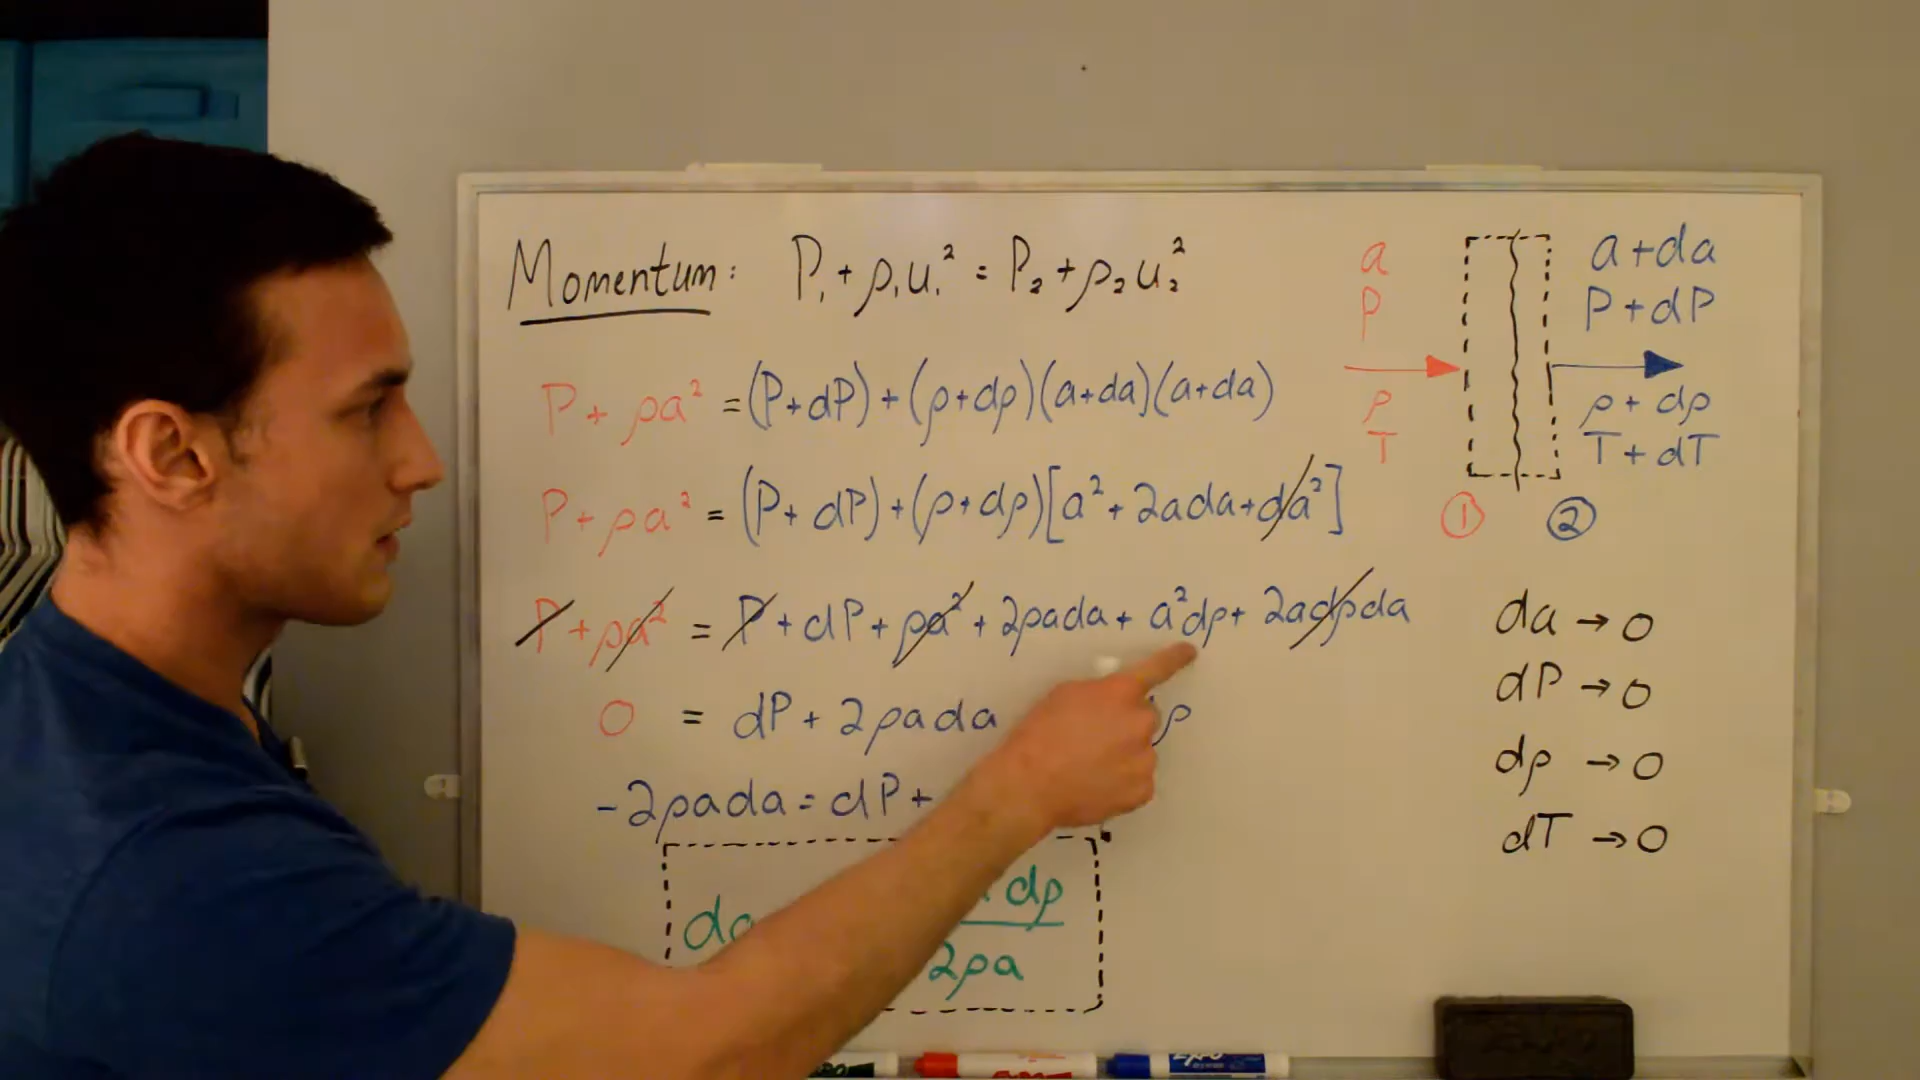 Momentum: P₁ + ρ₁u₁² = P₂ + ρ₂u₂²
P + ρa² = (P+dP) + (ρ+dρ)(a+da)(a+da)
P + ρa² = (P+dP) + (ρ+dρ)[a² + 2ada + da²]
P + ρa² = P + dP + ρa² + 2ρada + a²dρ + 2adρda
0 = dP + 2ρada ρ
-2ρada = dP +
da dρ
2ρa
a
P
ρ
T
①
a + da
P + dP
ρ + dρ
T + dT
②
da → 0
dP → 0
dρ → 0
dT → 0
EXPO